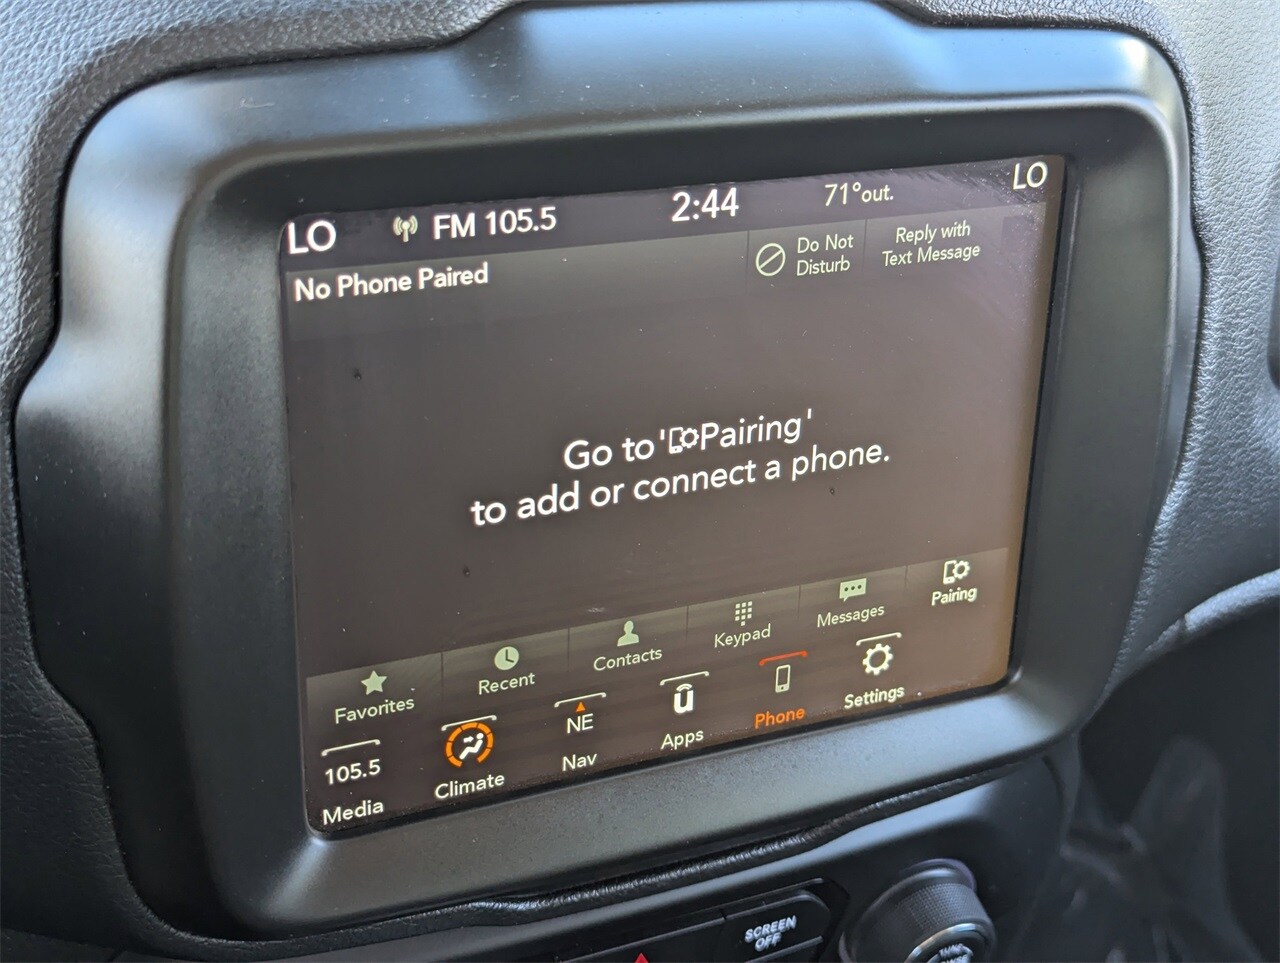 LO FM 105.5 2:44 71°out. LO
No Phone Paired
Do Not
Disturb
Reply with
Text Message
Go to 'Pairing'
to add or connect a phone.
Favorites Recent Contacts Keypad Messages Pairing
105.5
Media
Climate
NE
Nav
Apps
Phone
Settings
SCREEN
OFF
TUNE